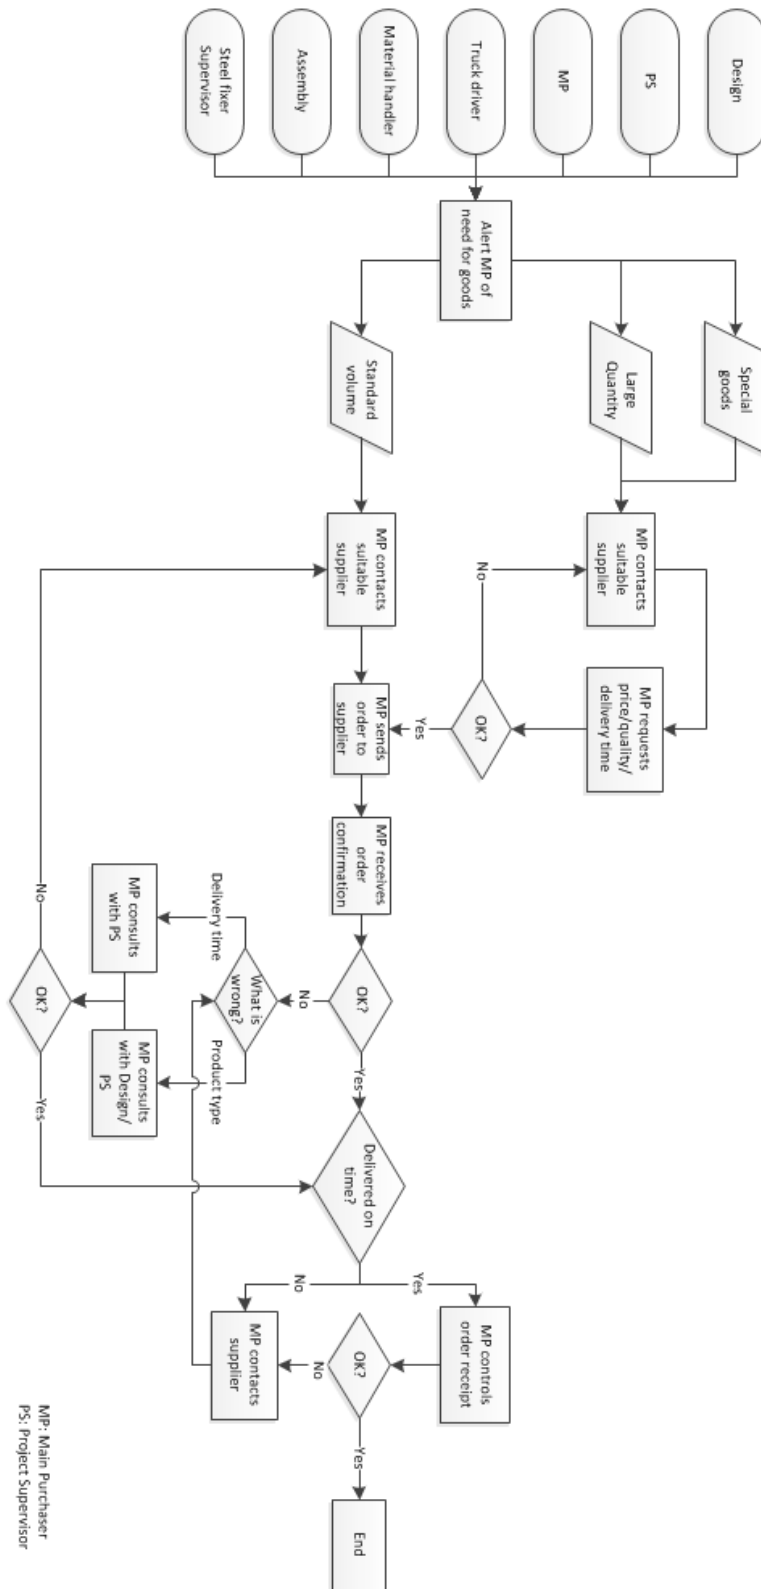 Design
PS
MP
Truck driver
Material handler
Assembly
Steel fixer
Supervisor
Alert MP of
need for goods
Special
goods
Large
Quantity
Standard
volume
MP contacts
suitable
supplier
MP requests
price/quality/
delivery time
OK?
No
Yes
MP contacts
suitable
supplier
MP sends
order to
supplier
MP receives
order
confirmation
OK?
No
Yes
What is
wrong?
Delivery time
Product type
MP consults
with PS
MP consults
with Design/
PS
OK?
No
Yes
Delivered on
time?
Yes
No
MP controls
order receipt
OK?
No
Yes
MP contacts
supplier
End
MP: Main Purchaser
PS: Project Supervisor